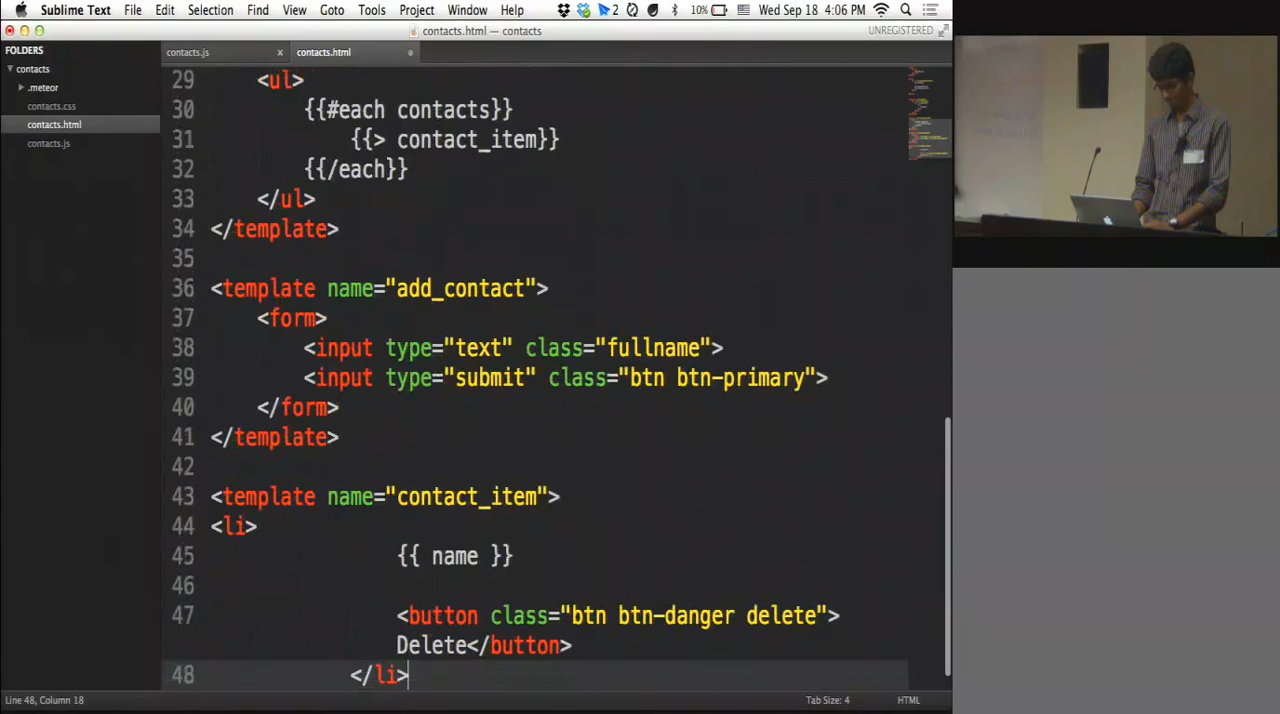 Sublime Text File Edit Selection Find View Goto Tools Project Window Help 2 10% Wed Sep 18 4:06 PM
contacts.html — contacts UNREGISTERED
FOLDERS
contacts
.meteor
contacts.css
contacts.html
contacts.js
contacts.js x contacts.html
29 <ul>
30 {{#each contacts}}
31 {{> contact_item}}
32 {{/each}}
33 </ul>
34 </template>
35
36 <template name="add_contact">
37 <form>
38 <input type="text" class="fullname">
39 <input type="submit" class="btn btn-primary">
40 </form>
41 </template>
42
43 <template name="contact_item">
44 <li>
45 {{ name }}
46
47 <button class="btn btn-danger delete">
Delete</button>
48 </li>
Line 48, Column 18 Tab Size: 4 HTML